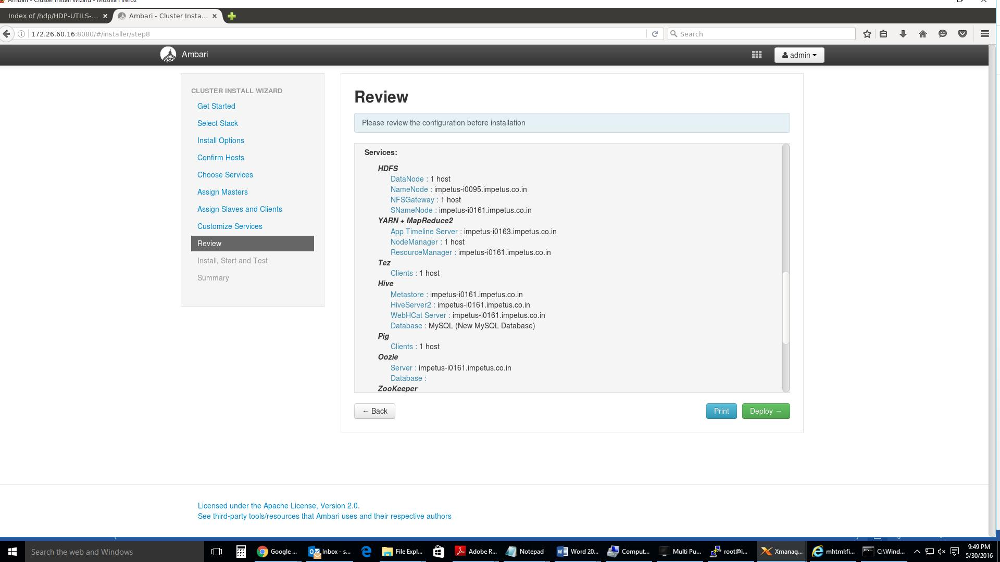 Ambari - Cluster Install Wizard - Mozilla Firefox
Index of /hdp/HDP-UTILS-...
Ambari - Cluster Insta...
172.26.60.16:8080/#/installer/step8
Search
Ambari
admin
CLUSTER INSTALL WIZARD
Get Started
Select Stack
Install Options
Confirm Hosts
Choose Services
Assign Masters
Assign Slaves and Clients
Customize Services
Review
Install, Start and Test
Summary
Review
Please review the configuration before installation
Services:
HDFS
DataNode : 1 host
NameNode : impetus-i0095.impetus.co.in
NFSGateway : 1 host
SNameNode : impetus-i0161.impetus.co.in
YARN + MapReduce2
App Timeline Server : impetus-i0163.impetus.co.in
NodeManager : 1 host
ResourceManager : impetus-i0161.impetus.co.in
Tez
Clients : 1 host
Hive
Metastore : impetus-i0161.impetus.co.in
HiveServer2 : impetus-i0161.impetus.co.in
WebHCat Server : impetus-i0161.impetus.co.in
Database : MySQL (New MySQL Database)
Pig
Clients : 1 host
Oozie
Server : impetus-i0161.impetus.co.in
Database :
ZooKeeper
← Back
Print
Deploy →
Licensed under the Apache License, Version 2.0.
See third-party tools/resources that Ambari uses and their respective authors
Search the web and Windows
Google ...
Inbox - s...
File Expl...
Adobe R...
Notepad
Word 20...
Comput...
Multi Pu...
root@i...
Xmanag...
mhtml:fi...
C:\Wind...
9:49 PM
5/30/2016